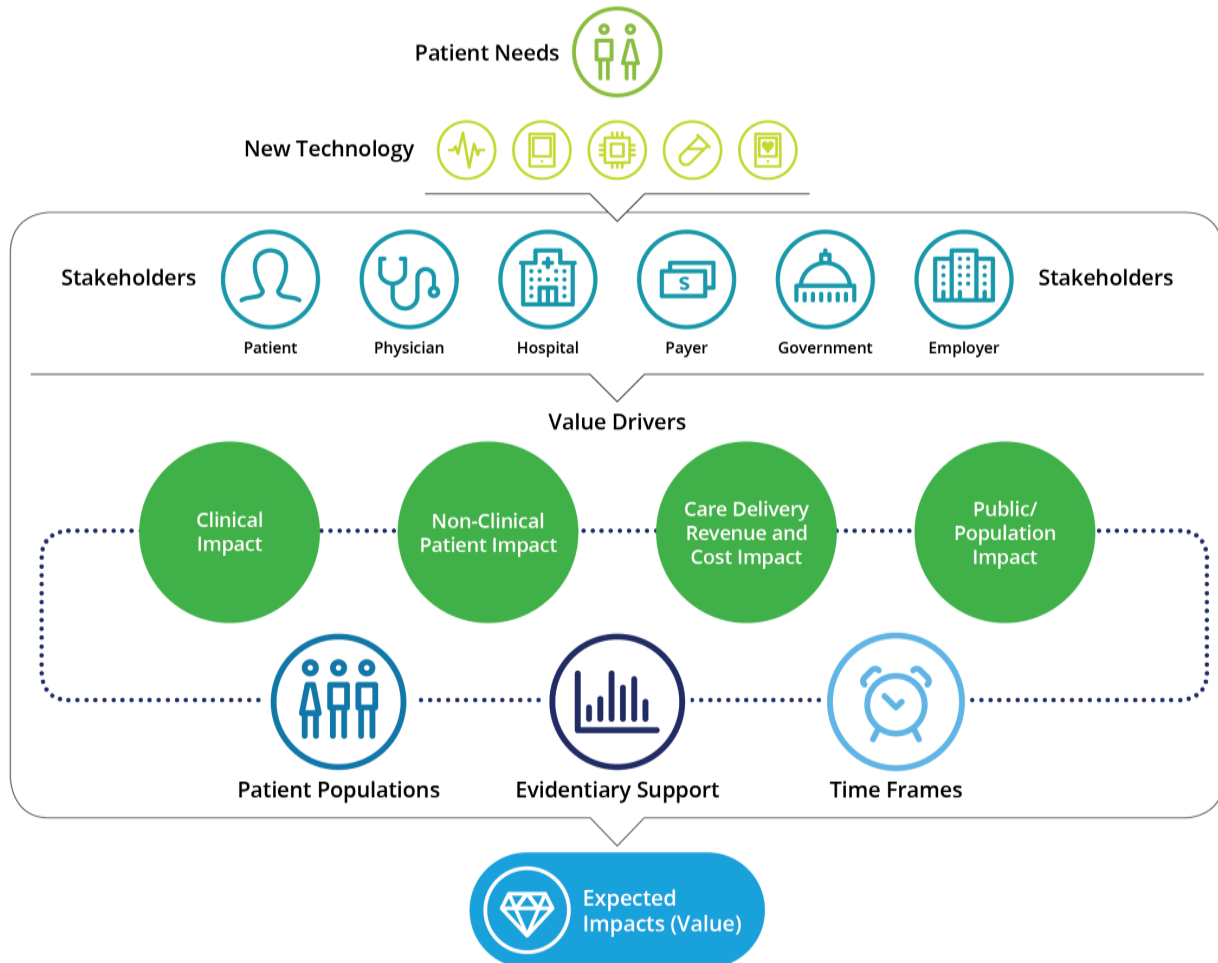 Patient Needs
New Technology
Stakeholders
Stakeholders
Patient
Physician
Hospital
$
Payer
Government
Employer
Value Drivers
Clinical
Impact
Non-Clinical
Patient Impact
Care Delivery
Revenue and
Cost Impact
Public/
Population
Impact
Patient Populations
Evidentiary Support
Time Frames
Expected
Impacts (Value)